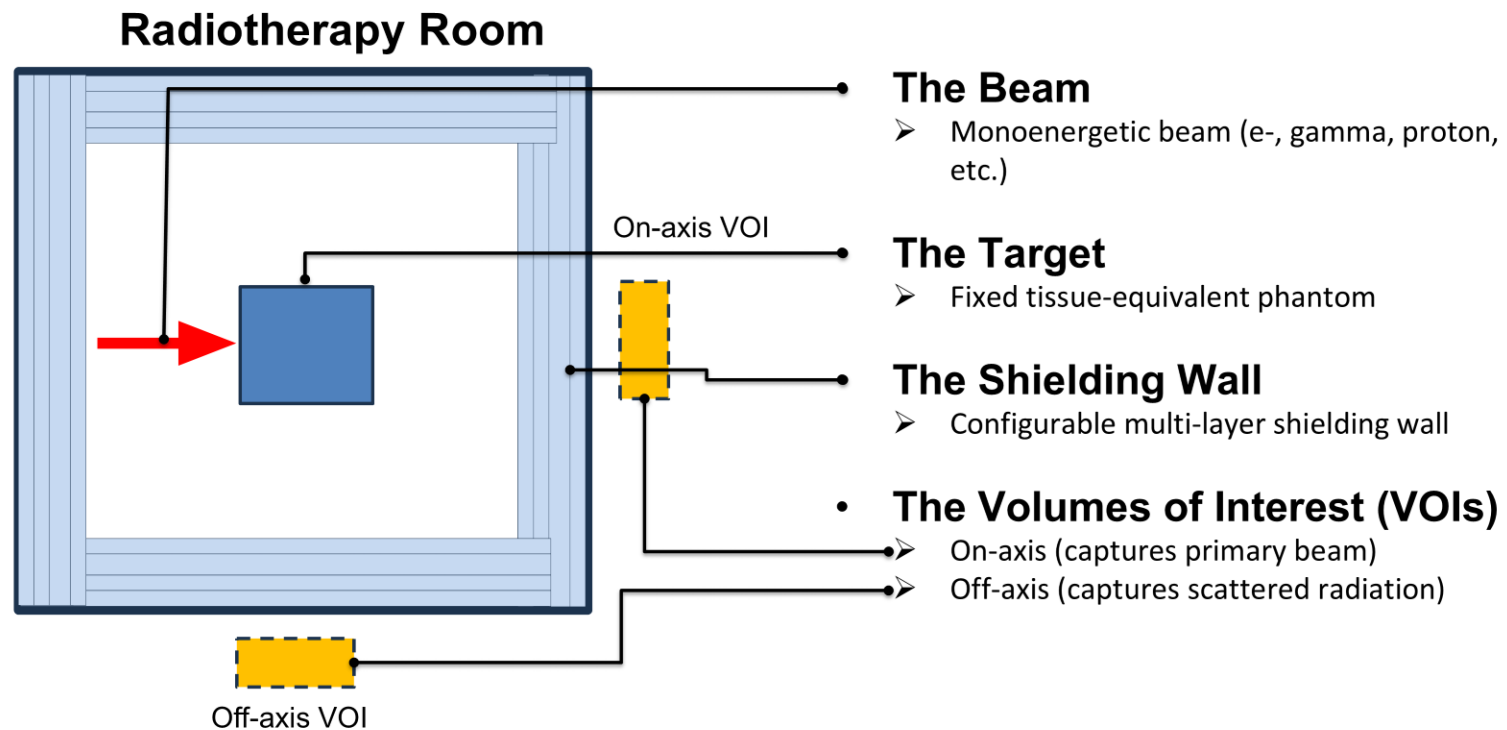 Radiotherapy Room
The Beam
➢ Monoenergetic beam (e-, gamma, proton,
etc.)
On-axis VOI
The Target
➢ Fixed tissue-equivalent phantom
The Shielding Wall
➢ Configurable multi-layer shielding wall
• The Volumes of Interest (VOIs)
➢ On-axis (captures primary beam)
➢ Off-axis (captures scattered radiation)
Off-axis VOI